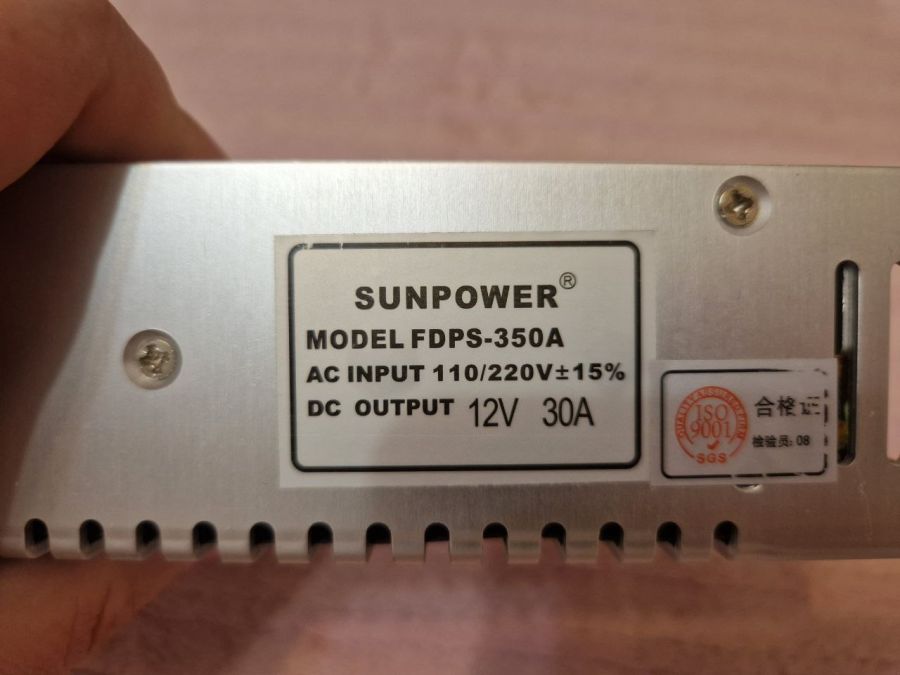 SUNPOWER®
MODEL FDPS-350A
AC INPUT 110/220V±15%
DC OUTPUT 12V 30A
ISO
9001
SGS
合格证
检验员: 08